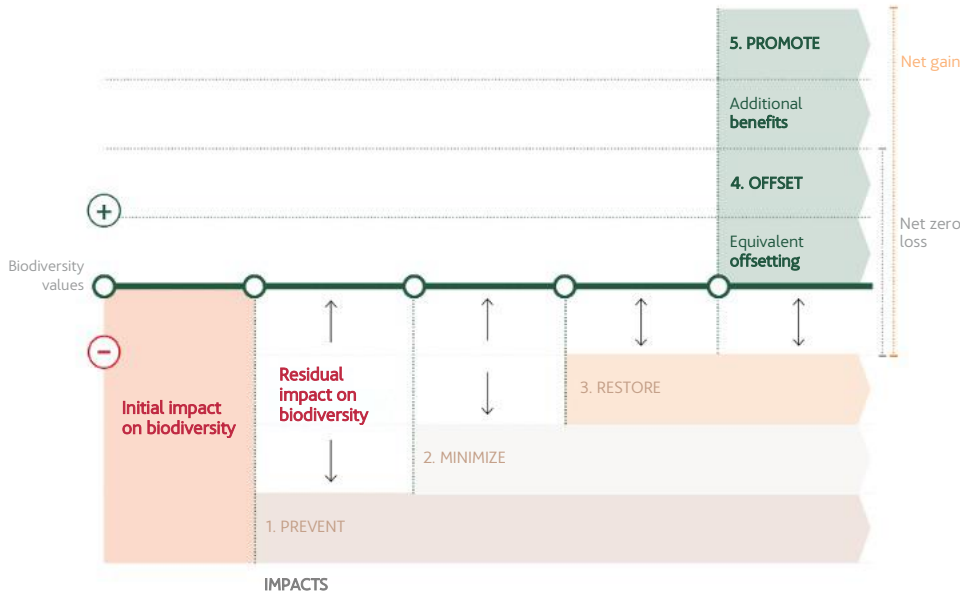 5. PROMOTE
Net gain
Additional
benefits
4. OFFSET
+
Net zero
loss
Equivalent
offsetting
Biodiversity
values
−
Residual
impact on
biodiversity
Initial impact
on biodiversity
3. RESTORE
2. MINIMIZE
1. PREVENT
IMPACTS